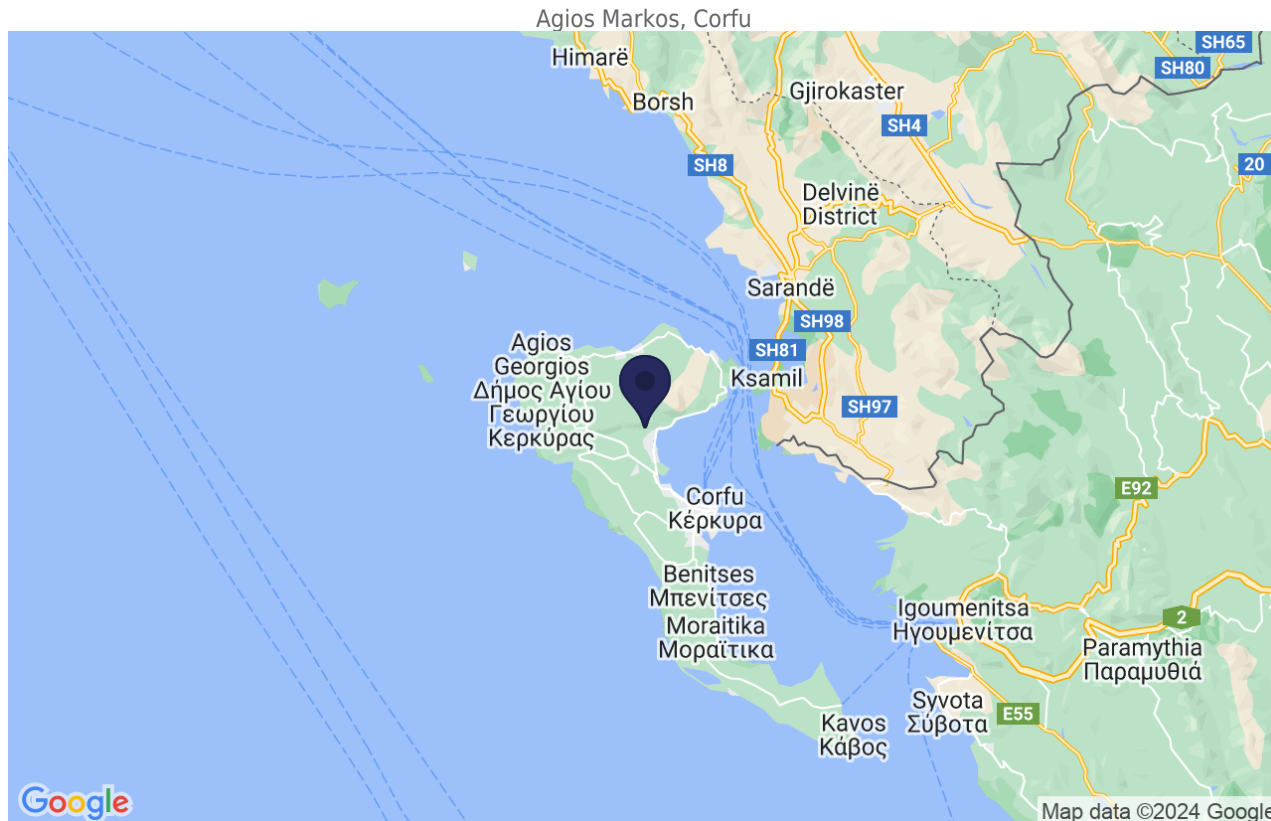 Agios Markos, Corfu
SH65
Himarë
SH80
Gjirokaster
Borsh
SH4
SH8
20
Delvinë
District
Sarandë
SH98
Agios
Georgios
Δήμος Αγίου
Γεωργίου
Κερκύρας
SH81
Ksamil
SH97
E92
Corfu
Κέρκυρα
Benitses
Μπενίτσες
Igoumenitsa
Ηγουμενίτσα
2
Moraitika
Μοραϊτικα
Paramythia
Παραμυθιά
Syvota
Σύβοτα
E55
Kavos
Κάβος
Google
Map data ©2024 Google